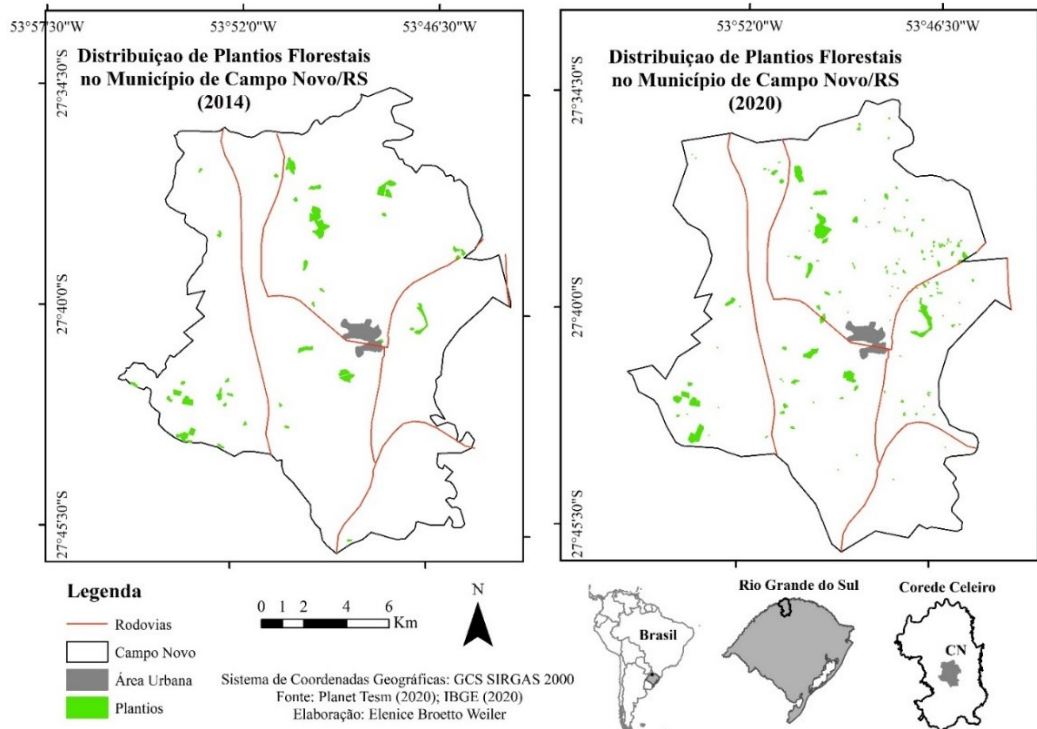 53°57'30"W
53°52'0"W
53°46'30"W
Distribuiçao de Plantios Florestais
no Município de Campo Novo/RS
(2014)
27°34'30"S
27°40'0"S
27°45'30"S
53°52'0"W
53°46'30"W
Distribuiçao de Plantios Florestais
no Município de Campo Novo/RS
(2020)
27°34'30"S
27°40'0"S
27°45'30"S
Legenda
Rodovias
Campo Novo
Área Urbana
Plantios
0 1 2 4 6
Km
N
Sistema de Coordenadas Geográficas: GCS SIRGAS 2000
Fonte: Planet Tesm (2020); IBGE (2020)
Elaboração: Elenice Broetto Weiler
Brasil
Rio Grande do Sul
Corede Celeiro
CN